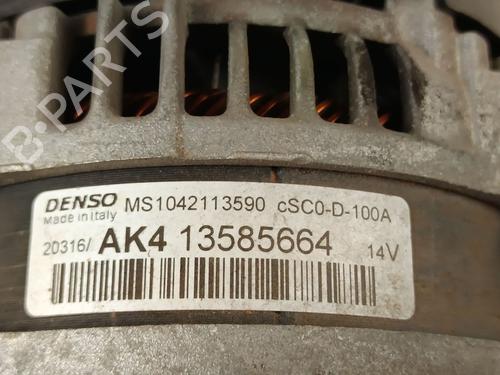 B-PARTS
DENSO MS1042113590 cSC0-D-100A
Made in Italy
20316/ AK4 13585664 14V